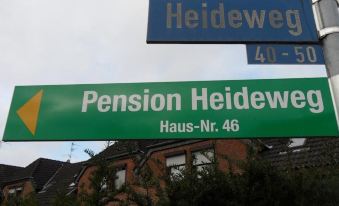 Heideweg
40-50
Pension Heideweg
Haus-Nr. 46